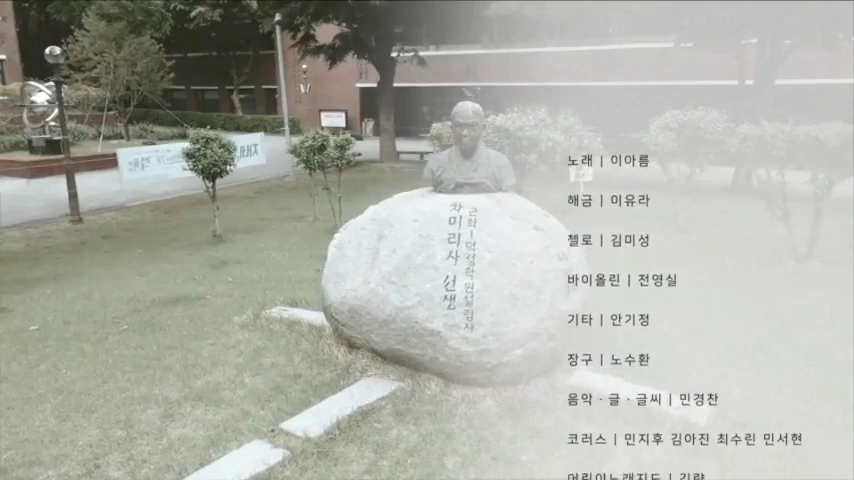 근화ㅣ덕성학원설립자
차미리사 선생
노래 | 이아름
해금 | 이유라
첼로 | 김미성
바이올린 | 전영실
기타 | 안기정
장구 | 노수환
음악 · 글 · 글씨 | 민경찬
코러스 | 민지후 김아진 최수린 민서현